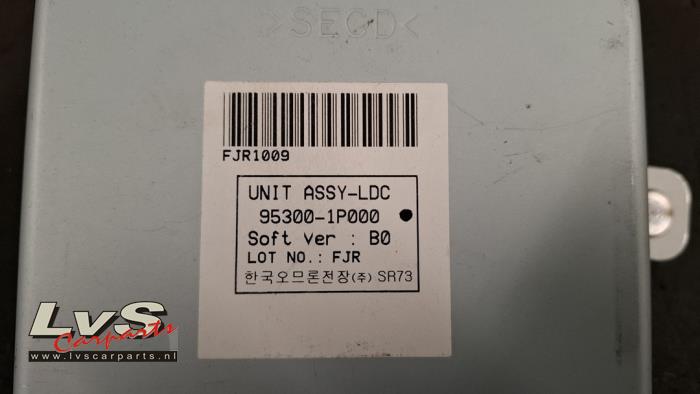 >SECD<
FJR1009
UNIT ASSY-LDC
95300-1P000
Soft Ver : B0
LOT NO.: FJR
한국오므론전장(주) SR73
LvS
Carparts
www.lvscarparts.nl